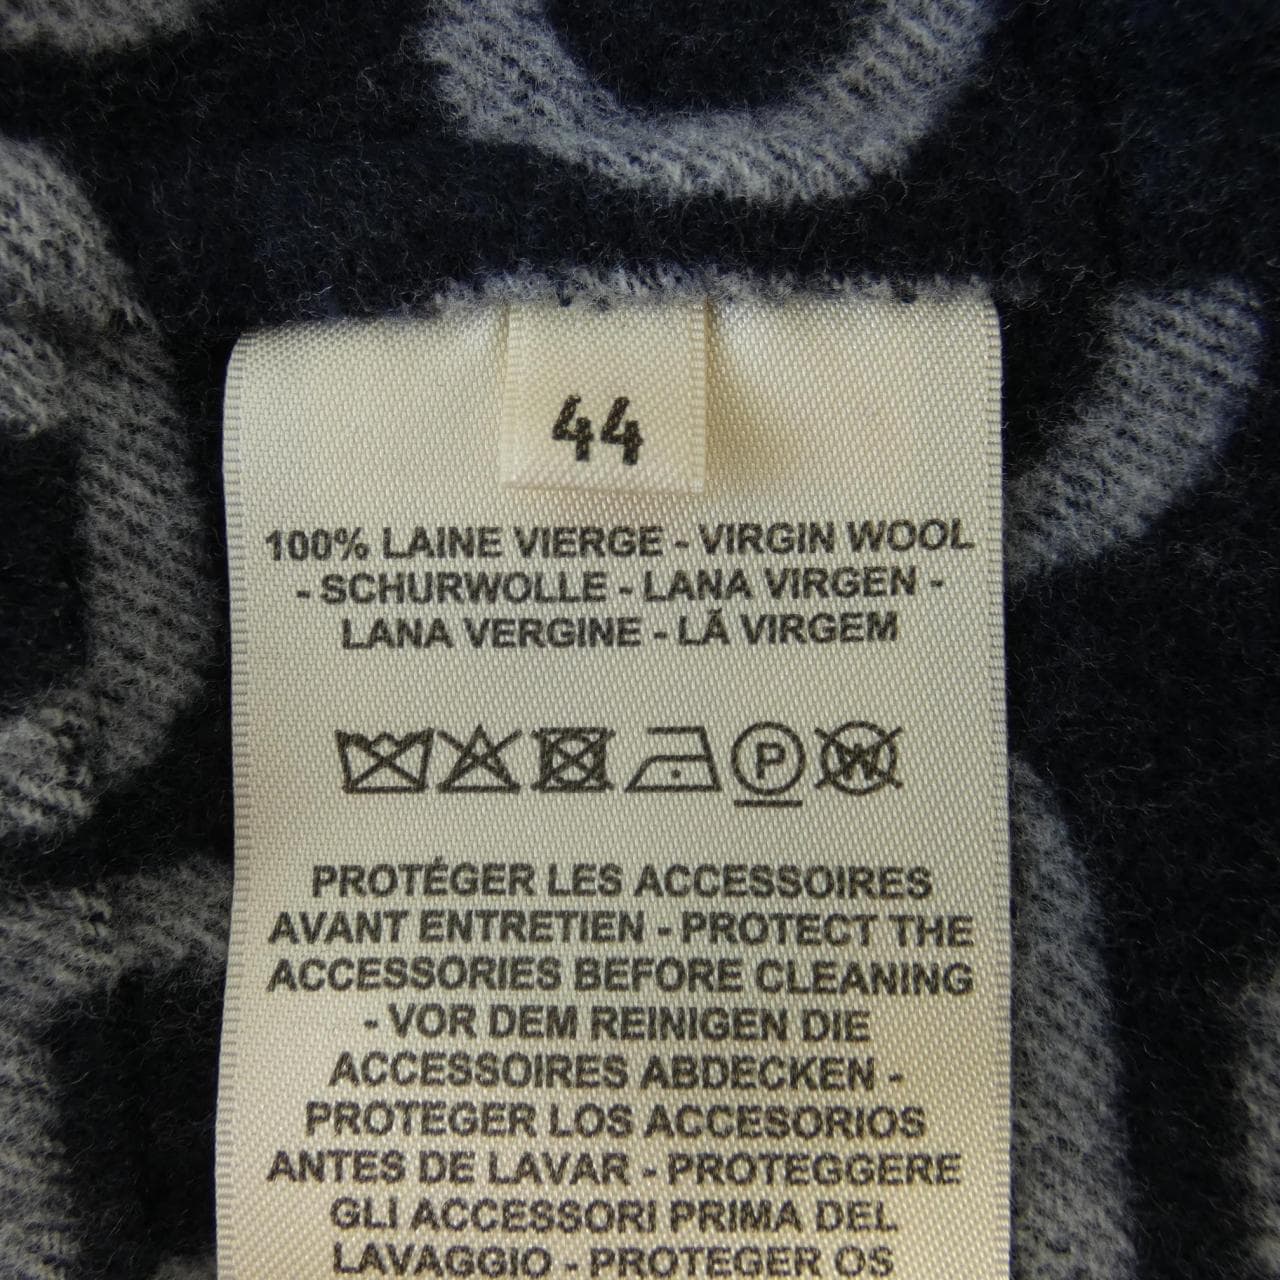 44
100% LAINE VIERGE - VIRGIN WOOL
- SCHURWOLLE - LANA VIRGEN -
LANA VERGINE - LÃ VIRGEM
P W
PROTÉGER LES ACCESSOIRES
AVANT ENTRETIEN - PROTECT THE
ACCESSORIES BEFORE CLEANING
- VOR DEM REINIGEN DIE
ACCESSOIRES ABDECKEN -
PROTEGER LOS ACCESORIOS
ANTES DE LAVAR - PROTEGGERE
GLI ACCESSORI PRIMA DEL
LAVAGGIO - PROTEGER OS